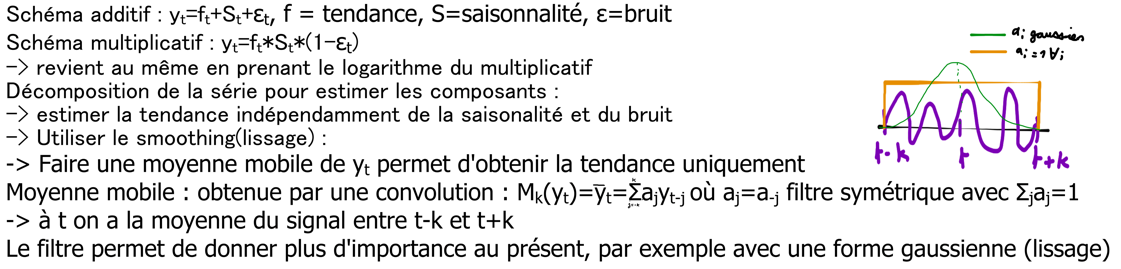 Schéma additif : yₜ=fₜ+Sₜ+εₜ, f = tendance, S=saisonnalité, ε=bruit
Schéma multiplicatif : yₜ=fₜ*Sₜ*(1-εₜ)
-> revient au même en prenant le logarithme du multiplicatif
Décomposition de la série pour estimer les composants :
-> estimer la tendance indépendamment de la saisonalité et du bruit
-> Utiliser le smoothing(lissage) :
-> Faire une moyenne mobile de yₜ permet d'obtenir la tendance uniquement
Moyenne mobile : obtenue par une convolution : Mₖ(yₜ)=y̅ₜ=Σaⱼyₜ₋ⱼ où aⱼ=a₋ⱼ filtre symétrique avec Σⱼaⱼ=1
-> à t on a la moyenne du signal entre t-k et t+k
Le filtre permet de donner plus d'importance au présent, par exemple avec une forme gaussienne (lissage)
aᵢ gaussien
aᵢ=1∀ᵢ
t-k t t+k